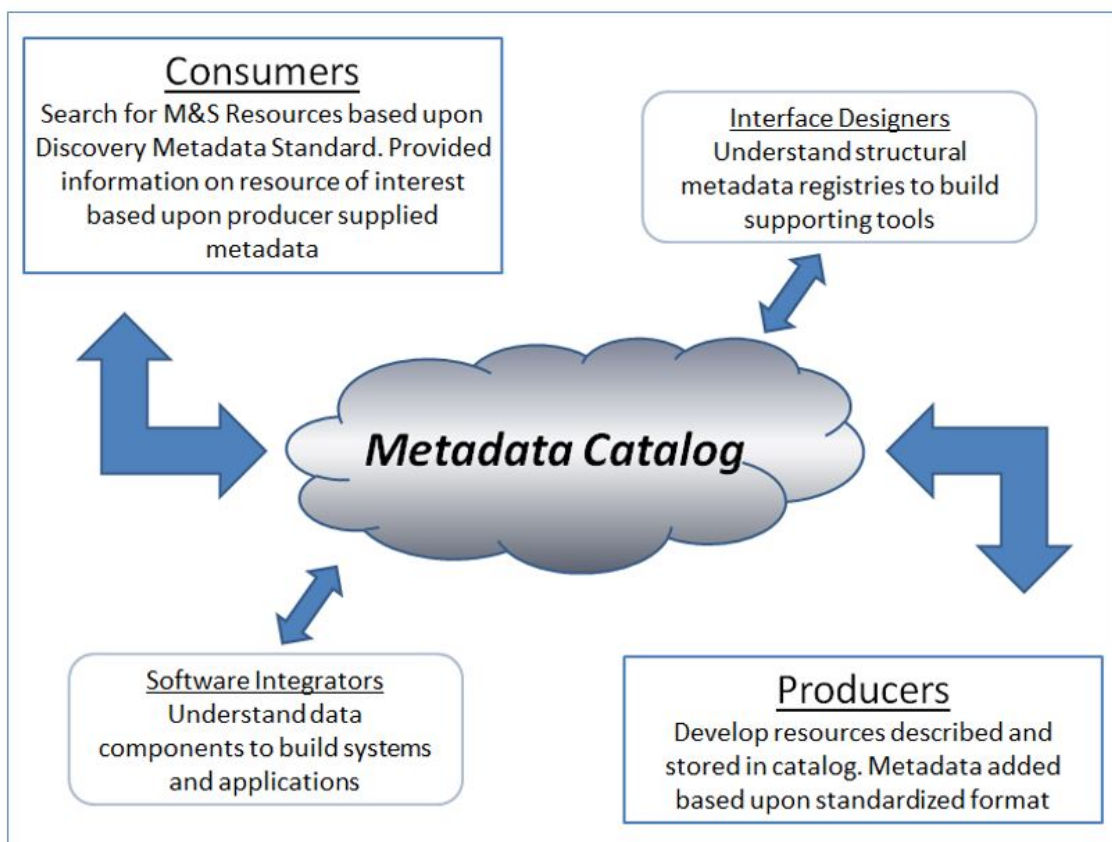 Consumers
Search for M&S Resources based upon
Discovery Metadata Standard. Provided
information on resource of interest
based upon producer supplied
metadata
Interface Designers
Understand structural
metadata registries to build
supporting tools
Metadata Catalog
Software Integrators
Understand data
components to build systems
and applications
Producers
Develop resources described and
stored in catalog. Metadata added
based upon standardized format